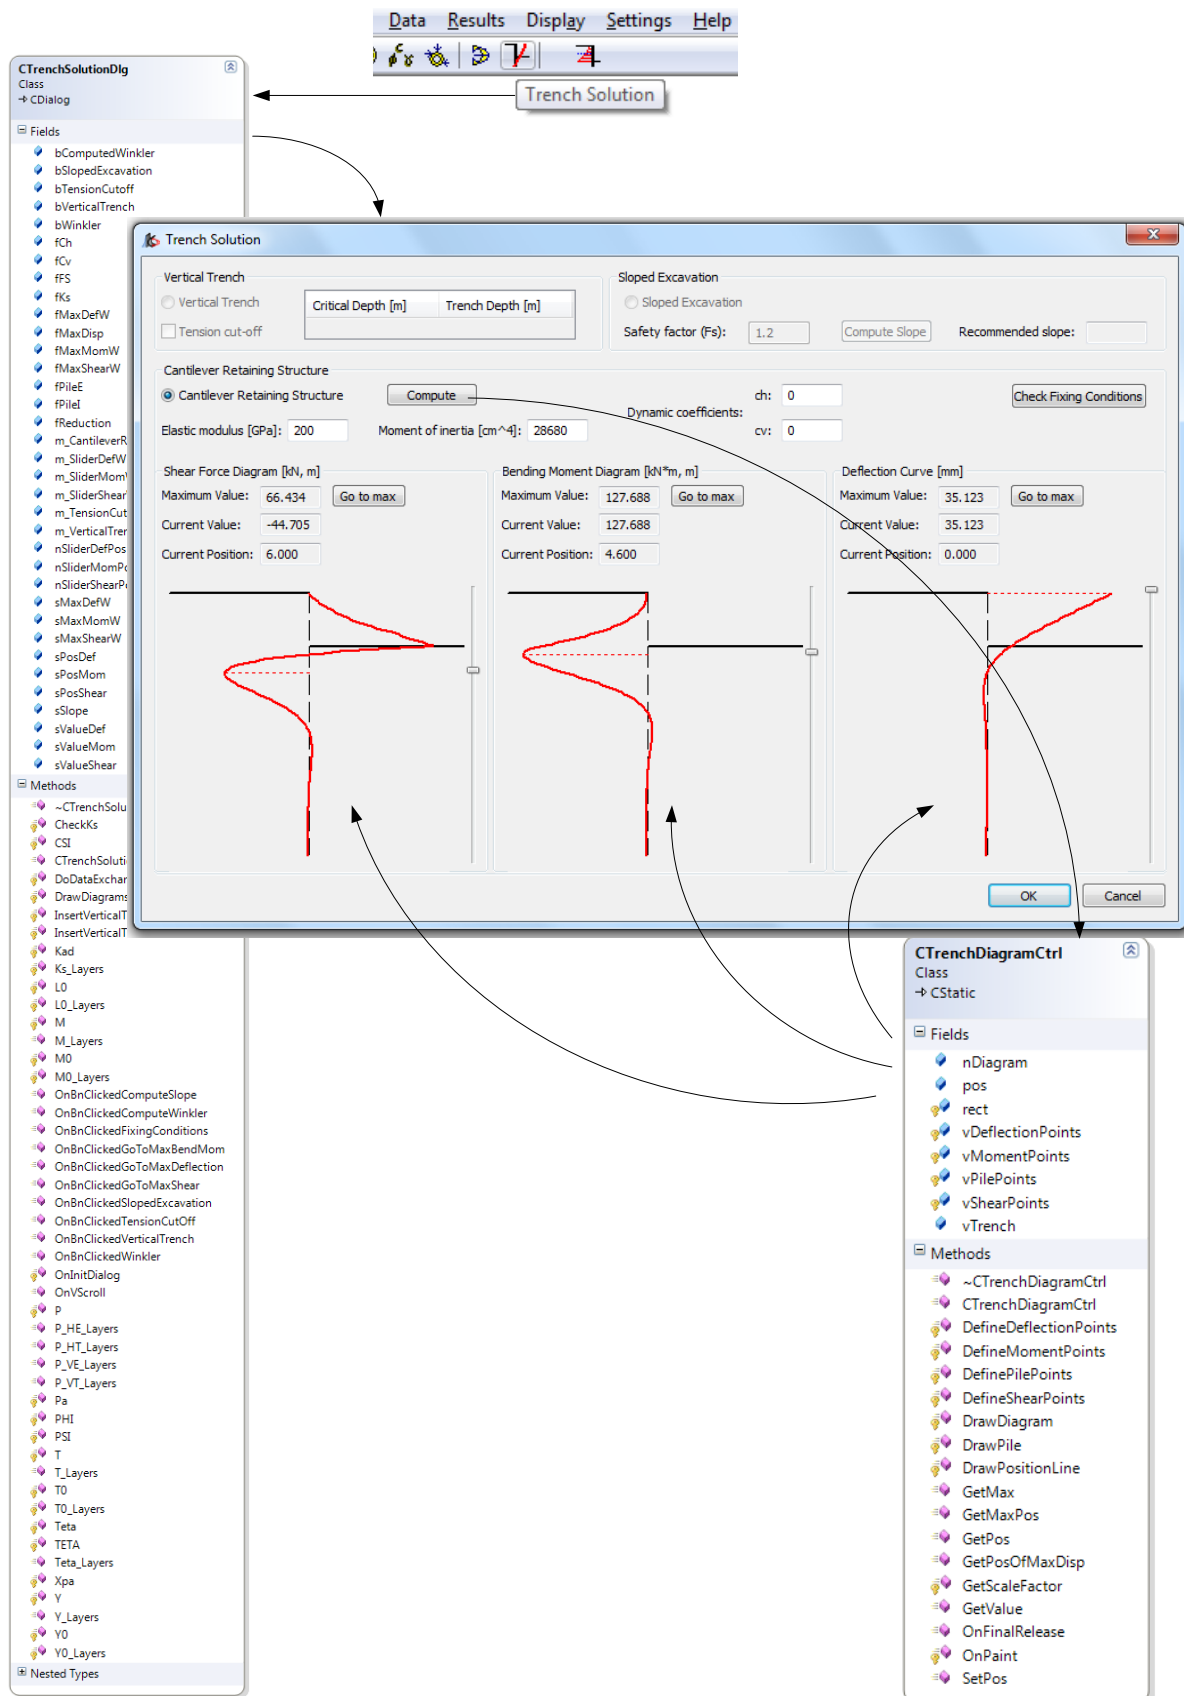 Data Results Display Settings Help
Trench Solution
CTrenchSolutionDlg
Class
CDialog
Fields
bComputedWinkler
bSlopedExcavation
bTensionCutoff
bVerticalTrench
bWinkler
fCh
fCv
fFS
fKs
fMaxDefW
fMaxDisp
fMaxMomW
fMaxShearW
fPileE
fPileI
fReduction
m_CantileverR
m_SliderDefW
m_SliderMom
m_SliderShear
m_TensionCut
m_VerticalTren
nSliderDefPos
nSliderMomPo
nSliderShearP
sMaxDefW
sMaxMomW
sMaxShearW
sPosDef
sPosMom
sPosShear
sSlope
sValueDef
sValueMom
sValueShear
Methods
~CTrenchSolu
CheckKs
CSI
CTrenchSoluti
DoDataExchar
DrawDiagrams
InsertVerticalT
InsertVerticalT
Kad
Ks_Layers
L0
L0_Layers
M
M_Layers
M0
M0_Layers
OnBnClickedComputeSlope
OnBnClickedComputeWinkler
OnBnClickedFixingConditions
OnBnClickedGoToMaxBendMom
OnBnClickedGoToMaxDeflection
OnBnClickedGoToMaxShear
OnBnClickedSlopedExcavation
OnBnClickedTensionCutOff
OnBnClickedVerticalTrench
OnBnClickedWinkler
OnInitDialog
OnVScroll
P
P_HE_Layers
P_HT_Layers
P_VE_Layers
P_VT_Layers
Pa
PHI
PSI
T
T_Layers
T0
T0_Layers
Teta
TETA
Teta_Layers
Xpa
Y
Y_Layers
Y0
Y0_Layers
Nested Types
Trench Solution
Vertical Trench
Vertical Trench
Tension cut-off
Critical Depth [m] Trench Depth [m]
Sloped Excavation
Sloped Excavation
Safety factor (Fs): 1.2 Compute Slope Recommended slope:
Cantilever Retaining Structure
Cantilever Retaining Structure Compute
Elastic modulus [GPa]: 200 Moment of inertia [cm^4]: 28680
Dynamic coefficients:
ch: 0
cv: 0
Check Fixing Conditions
Shear Force Diagram [kN, m]
Maximum Value: 66.434 Go to max
Current Value: -44.705
Current Position: 6.000
Bending Moment Diagram [kN*m, m]
Maximum Value: 127.688 Go to max
Current Value: 127.688
Current Position: 4.600
Deflection Curve [mm]
Maximum Value: 35.123 Go to max
Current Value: 35.123
Current Position: 0.000
OK Cancel
CTrenchDiagramCtrl
Class
CStatic
Fields
nDiagram
pos
rect
vDeflectionPoints
vMomentPoints
vPilePoints
vShearPoints
vTrench
Methods
~CTrenchDiagramCtrl
CTrenchDiagramCtrl
DefineDeflectionPoints
DefineMomentPoints
DefinePilePoints
DefineShearPoints
DrawDiagram
DrawPile
DrawPositionLine
GetMax
GetMaxPos
GetPos
GetPosOfMaxDisp
GetScaleFactor
GetValue
OnFinalRelease
OnPaint
SetPos